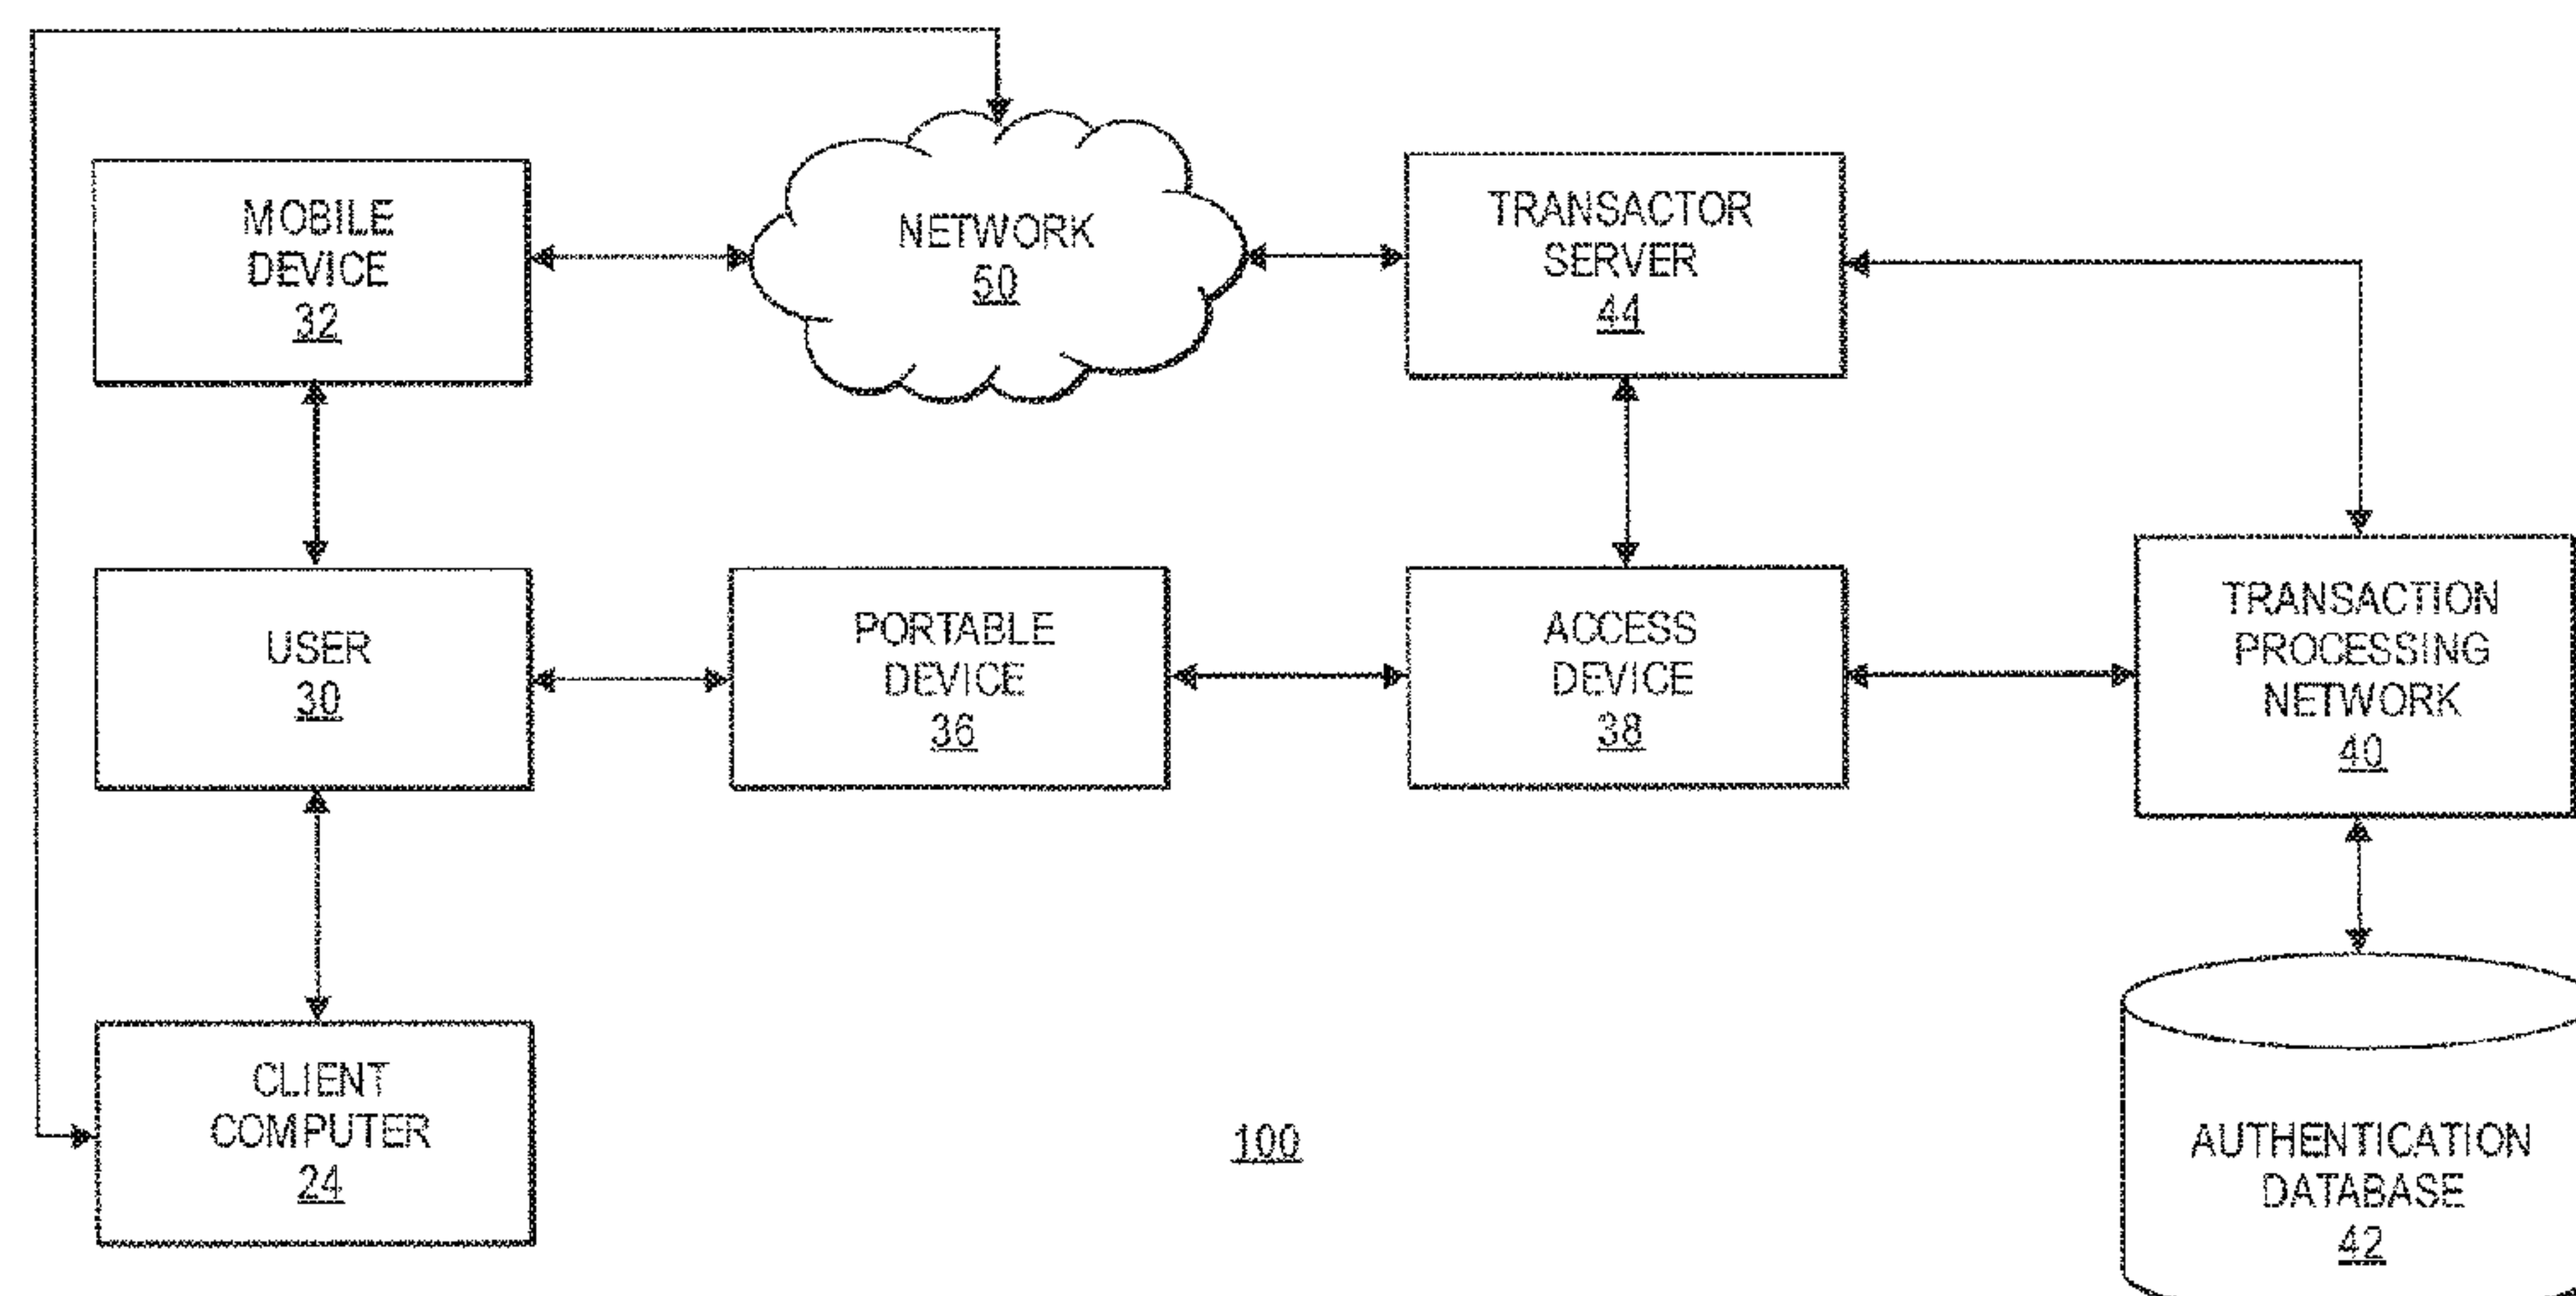 MOBILE
DEVICE
32
NETWORK
50
TRANSACTOR
SERVER
44
USER
30
PORTABLE
DEVICE
36
ACCESS
DEVICE
38
TRANSACTION
PROCESSING
NETWORK
40
CLIENT
COMPUTER
24
100
AUTHENTICATION
DATABASE
42